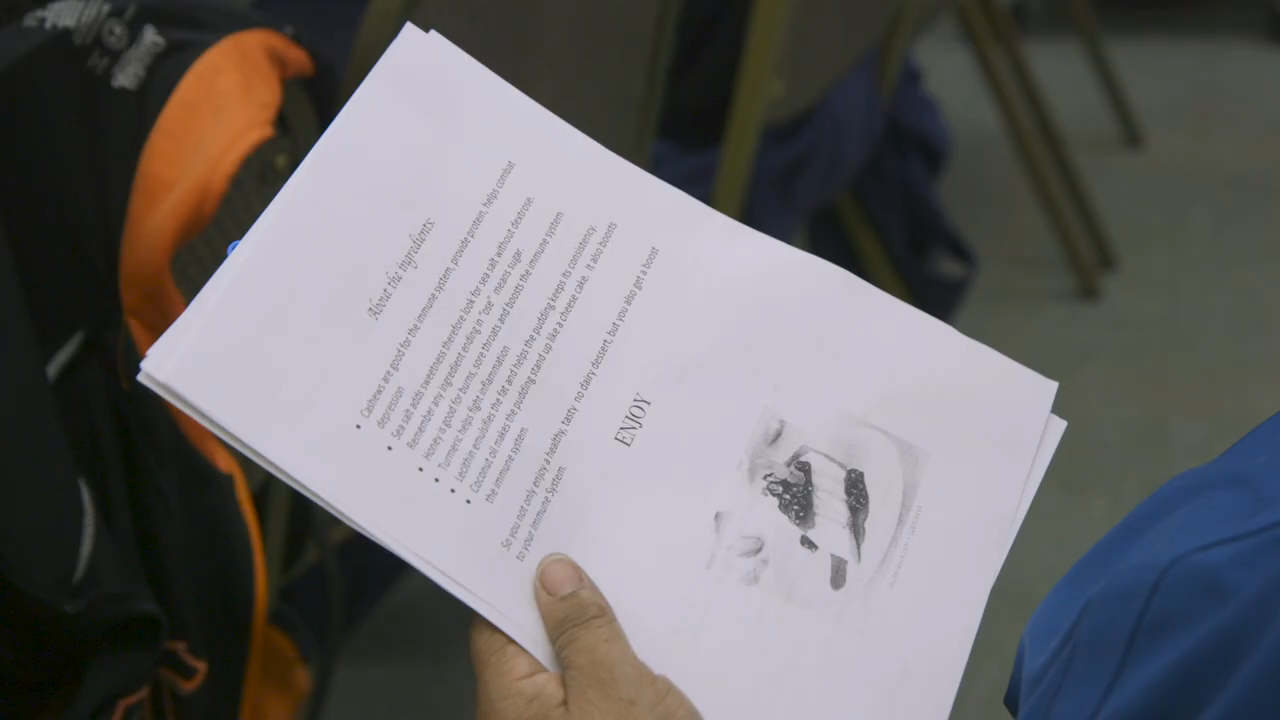 About the ingredients:
• Cashews are good for the immune system, provide protein, helps combat
depression
• Sea salt adds sweetness therefore look for sea salt without dextrose.
Remember any ingredient ending in "ose" means sugar.
• Honey is good for burns, sore throats and boosts the immune system
• Turmeric helps fight inflammation
• Lecithin emulsifies the fat and helps the pudding keeps its consistency.
• Coconut oil makes the pudding stand up like a cheese cake. It also boosts
the immune system.
So you not only enjoy a healthy, tasty no dairy dessert, but you also get a boost
to your Immune System.
ENJOY